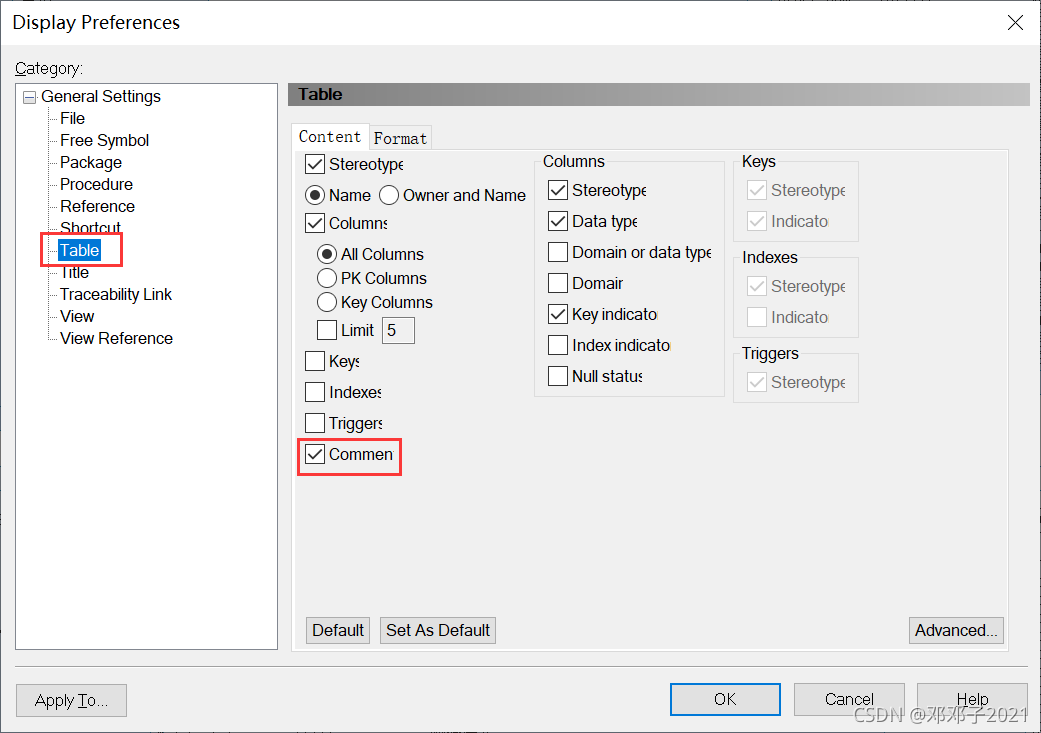 Display Preferences
Category:
General Settings
File
Free Symbol
Package
Procedure
Reference
Shortcut
Table
Title
Traceability Link
View
View Reference
Table
Content Format
Stereotype
Name Owner and Name
Columns
All Columns
PK Columns
Key Columns
Limit 5
Keys
Indexes
Triggers
Commen
Columns
Stereotype
Data type
Domain or data type
Domain
Key indicato
Index indicato
Null status
Keys
Stereotype
Indicato
Indexes
Stereotype
Indicato
Triggers
Stereotype
Default Set As Default Advanced...
Apply To... OK Cancel Help
CSDN @邓邓子2021